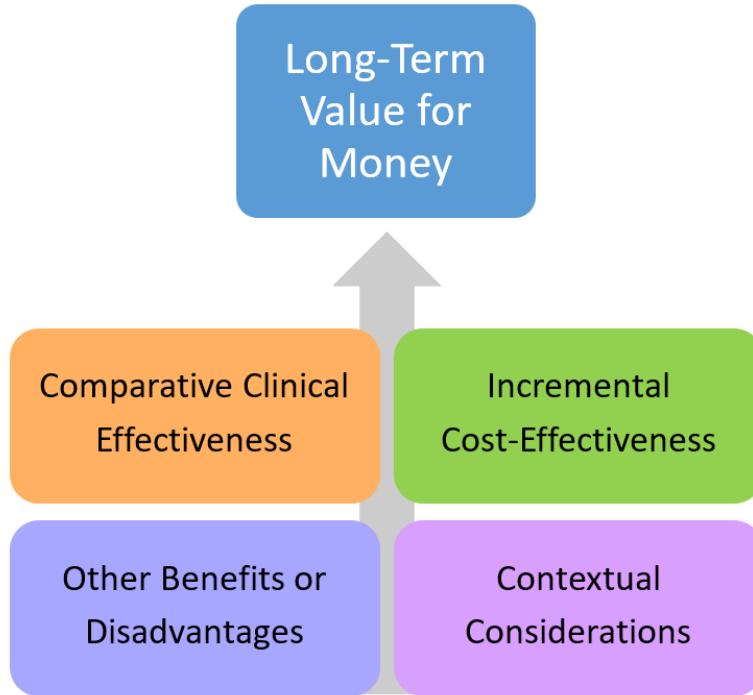 Long-Term
Value for
Money
Comparative Clinical
Effectiveness
Incremental
Cost-Effectiveness
Other Benefits or
Disadvantages
Contextual
Considerations